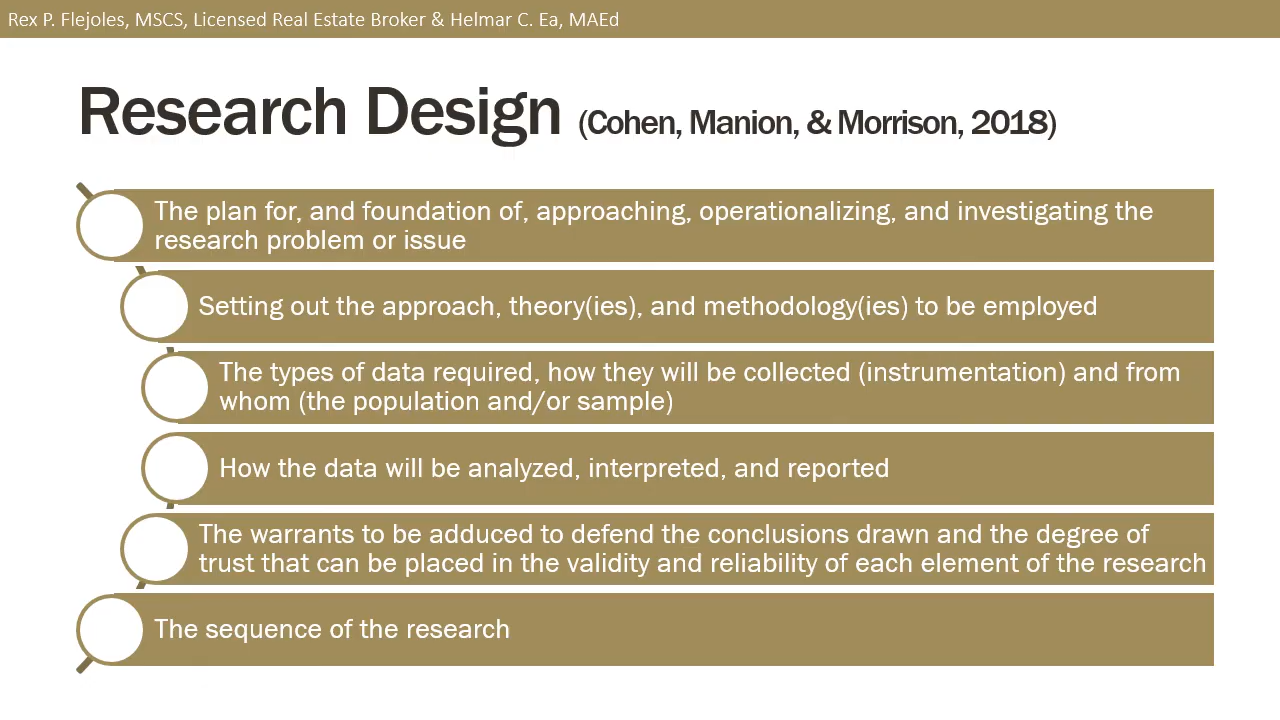 Rex P. Flejoles, MSCS, Licensed Real Estate Broker & Helmar C. Ea, MAEd
Research Design (Cohen, Manion, & Morrison, 2018)
The plan for, and foundation of, approaching, operationalizing, and investigating the
research problem or issue
Setting out the approach, theory(ies), and methodology(ies) to be employed
The types of data required, how they will be collected (instrumentation) and from
whom (the population and/or sample)
How the data will be analyzed, interpreted, and reported
The warrants to be adduced to defend the conclusions drawn and the degree of
trust that can be placed in the validity and reliability of each element of the research
The sequence of the research